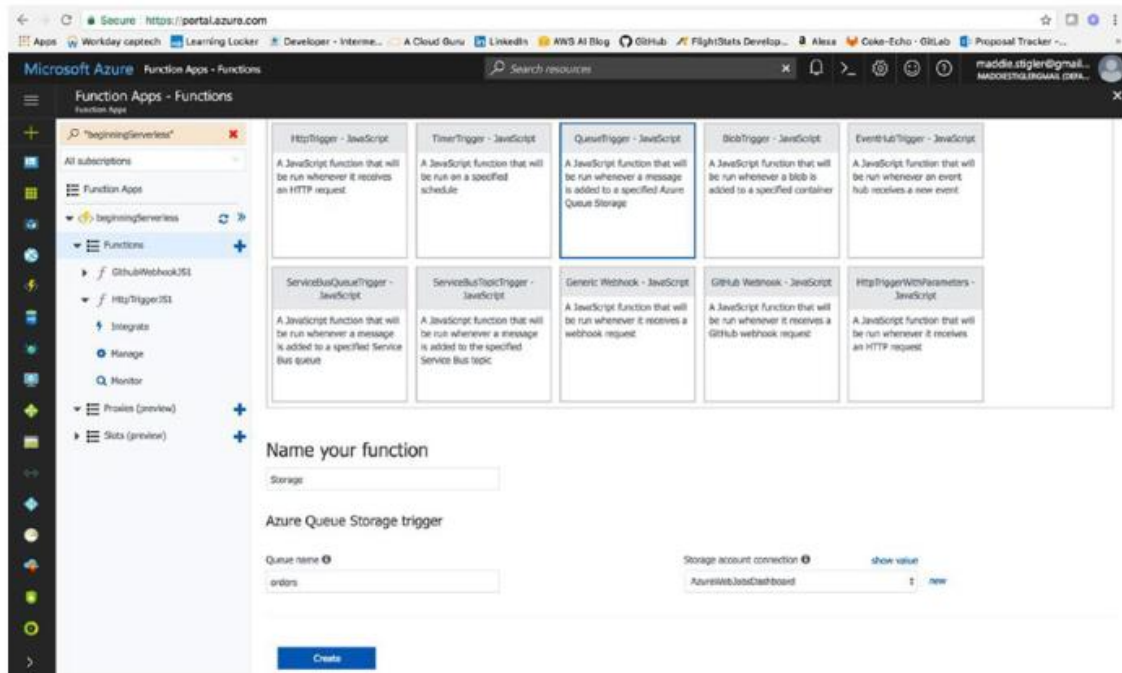 Secure https://portal.azure.com
Apps Workday captech Learning Locker Developer - Interme... A Cloud Guru LinkedIn AWS AI Blog GitHub FlightStats Develop... Alexa Coke-Echo - GitLab Proposal Tracker -...
Microsoft Azure Function Apps - Functions
Search resources
maddie.stigler@gmail...
MADDIESTIGLERGMAIL (DEFA...
Function Apps - Functions
Function Apps
"beginningServerless"
All subscriptions
Function Apps
beginningServerless
Functions
GithubWebhookJS1
HttpTriggerJS1
Integrate
Manage
Monitor
Proxies (preview)
Slots (preview)
HttpTrigger - JavaScript
A JavaScript function that will
be run whenever it receives
an HTTP request
TimerTrigger - JavaScript
A JavaScript function that will
be run on a specified
schedule
QueueTrigger - JavaScript
A JavaScript function that will
be run whenever a message
is added to a specified Azure
Queue Storage
BlobTrigger - JavaScript
A JavaScript function that will
be run whenever a blob is
added to a specified container
EventHubTrigger - JavaScript
A JavaScript function that will
be run whenever an event
hub receives a new event
ServiceBusQueueTrigger -
JavaScript
A JavaScript function that will
be run whenever a message
is added to a specified Service
Bus queue
ServiceBusTopicTrigger -
JavaScript
A JavaScript function that will
be run whenever a message
is added to the specified
Service Bus topic
Generic Webhook - JavaScript
A JavaScript function that will
be run whenever it receives a
webhook request
GitHub Webhook - JavaScript
A JavaScript function that will
be run whenever it receives a
GitHub webhook request
HttpTriggerWithParameters -
JavaScript
A JavaScript function that will
be run whenever it receives
an HTTP request
Name your function
Storage
Azure Queue Storage trigger
Queue name
orders
Storage account connection show value
AzureWebJobsDashboard new
Create